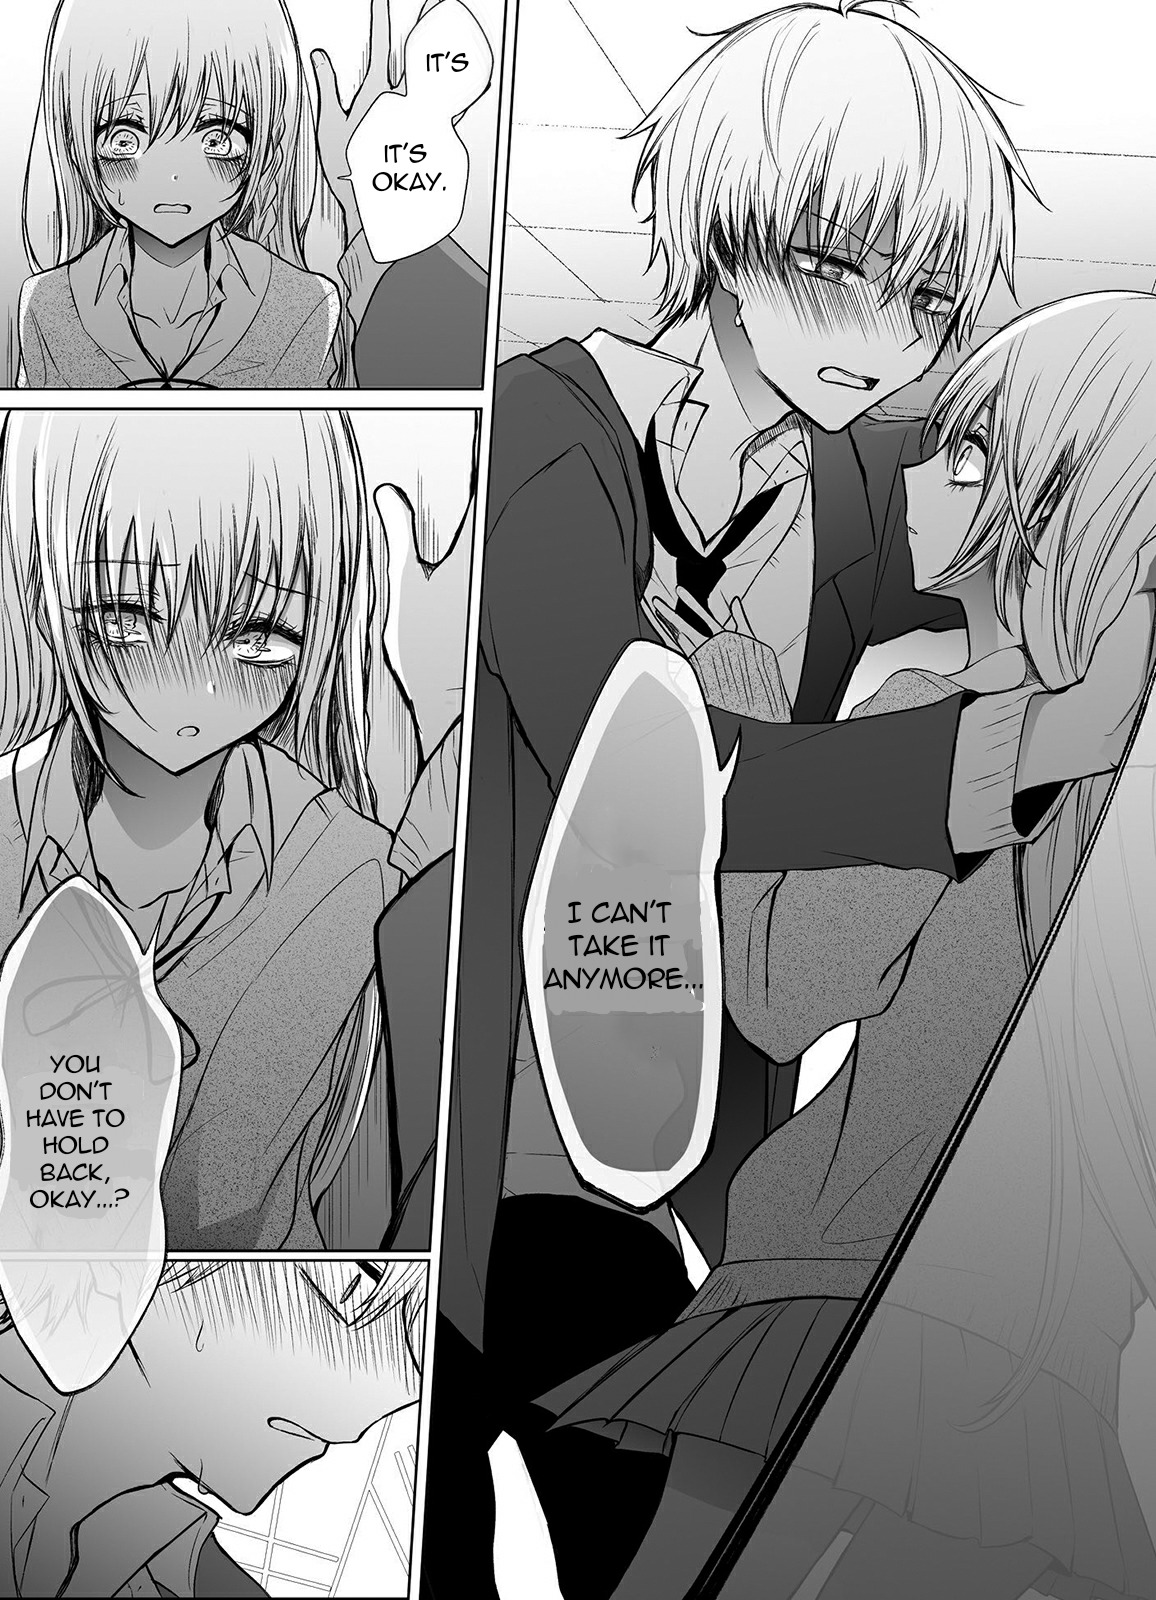 I CAN'T
TAKE IT
ANYMORE...
IT'S
IT'S
OKAY.
YOU
DON'T
HAVE TO
HOLD
BACK,
OKAY...?